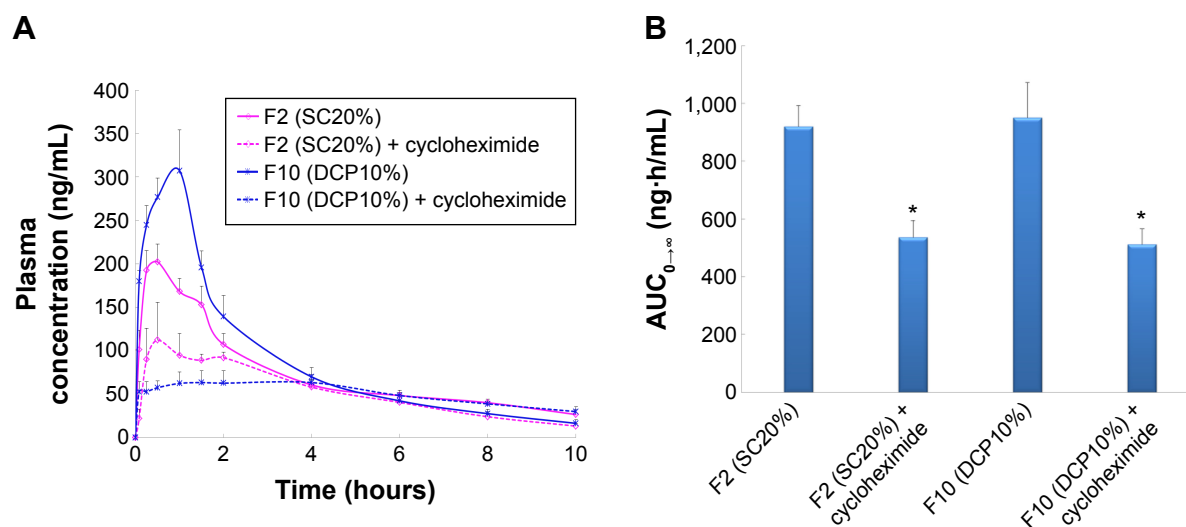 A
Plasma
concentration (ng/mL)
400
350
300
250
200
150
100
50
0
F2 (SC20%)
F2 (SC20%) + cycloheximide
F10 (DCP10%)
F10 (DCP10%) + cycloheximide
0
2
4
6
8
10
Time (hours)
B
AUC0→∞ (ng·h/mL)
1,200
1,000
800
600
400
200
0
*
*
F2 (SC20%)
F2 (SC20%) +
cycloheximide
F10 (DCP10%)
F10 (DCP10%) +
cycloheximide